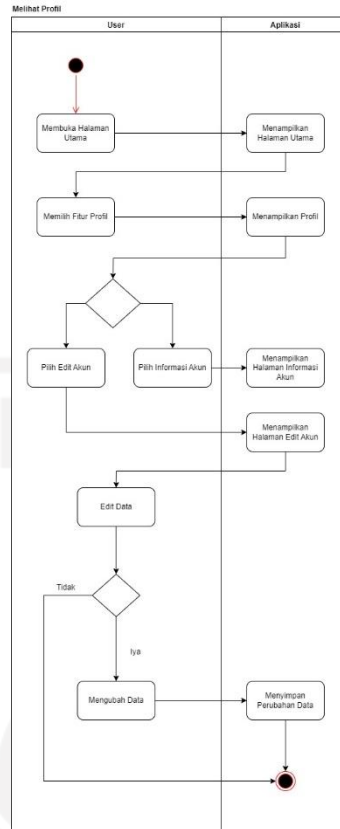 Melihat Profil
User
Aplikasi
Membuka Halaman
Utama
Menampilkan
Halaman Utama
Memilih Fitur Profil
Menampilkan Profil
Pilih Edit Akun
Pilih Informasi Akun
Menampilkan
Halaman Informasi
Akun
Menampilkan
Halaman Edit Akun
Edit Data
Tidak
Iya
Mengubah Data
Menyimpan
Perubahan Data